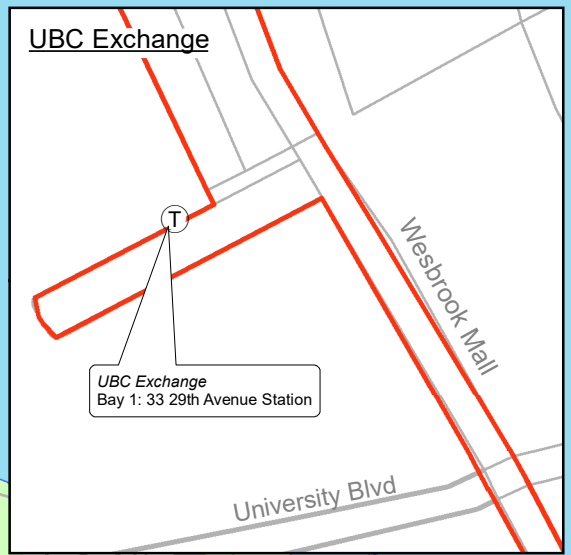 UBC Exchange
T
Wesbrook Mall
UBC Exchange
Bay 1: 33 29th Avenue Station
University Blvd